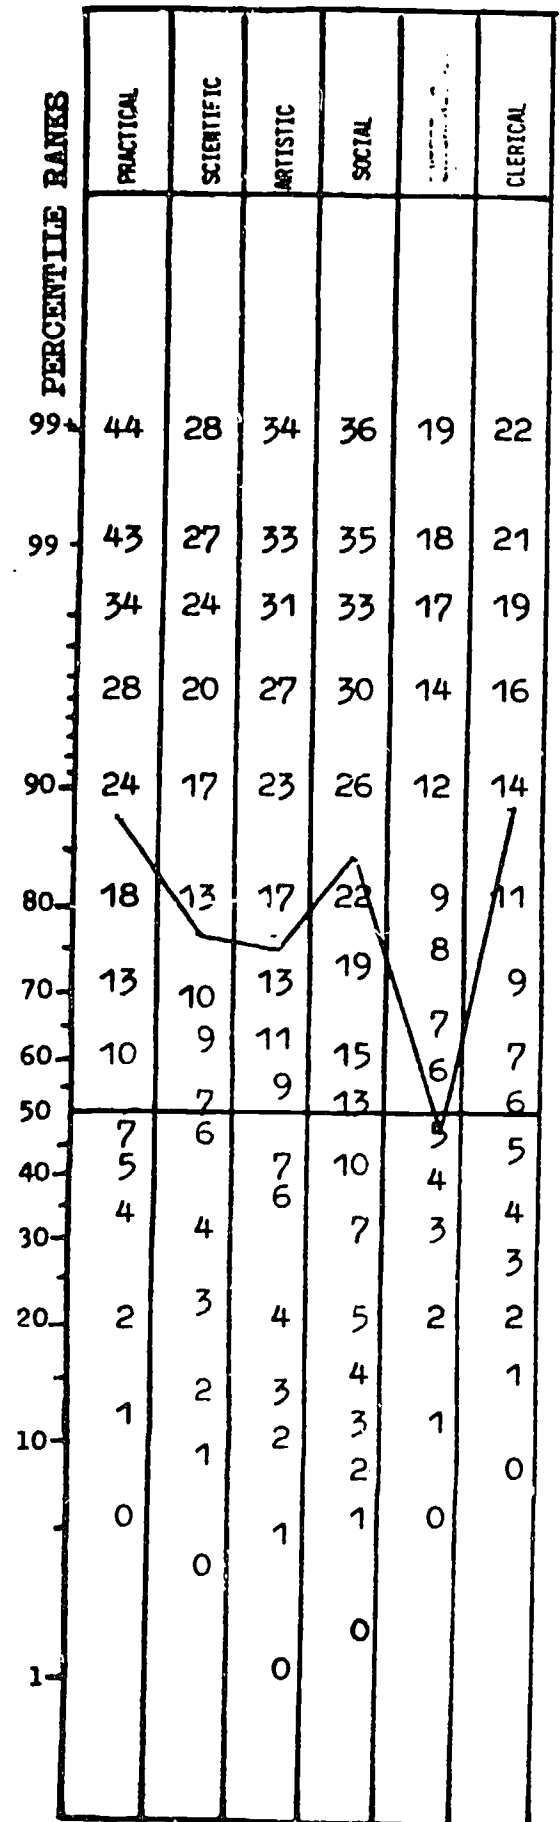 PERCENTILE RANKS
PRACTICAL SCIENTIFIC ARTISTIC SOCIAL CLERICAL
99+ 44 28 34 36 19 22
99 43 27 33 35 18 21
34 24 31 33 17 19
28 20 27 30 14 16
90 24 17 23 26 12 14
80 18 13 17 22 9 11
8
70 13 10 13 19 9
7
9 11
60 10 15 6 7
9
50 7 13 6
7 6 5 5
40 5 7 10 4
6
30 4 4 7 3 4
3
3
20 2 4 5 2 2
4 1
2 3
10 1 1 2 3 1
2 0
0 1 1 0
0
0
1 0